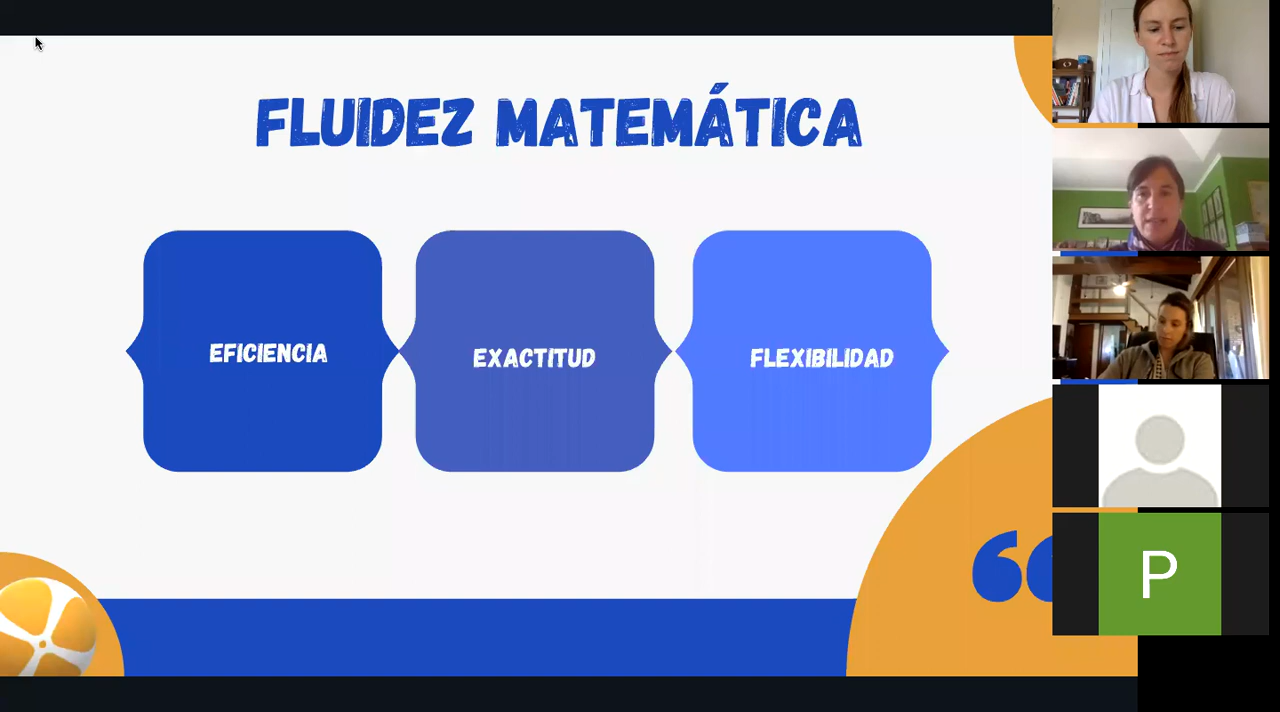 FLUIDEZ MATEMÁTICA
EFICIENCIA
EXACTITUD
FLEXIBILIDAD
P